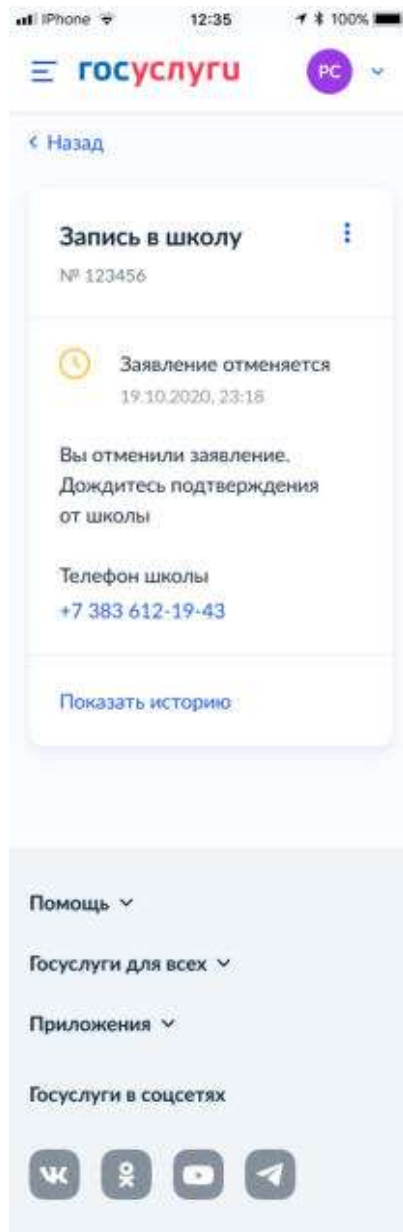 iPhone 12:35 100%
госуслуги РС
Назад
Запись в школу
№ 123456
Заявление отменяется
19.10.2020, 23:18
Вы отменили заявление.
Дождитесь подтверждения
от школы
Телефон школы
+7 383 612-19-43
Показать историю
Помощь
Госуслуги для всех
Приложения
Госуслуги в соцсетях